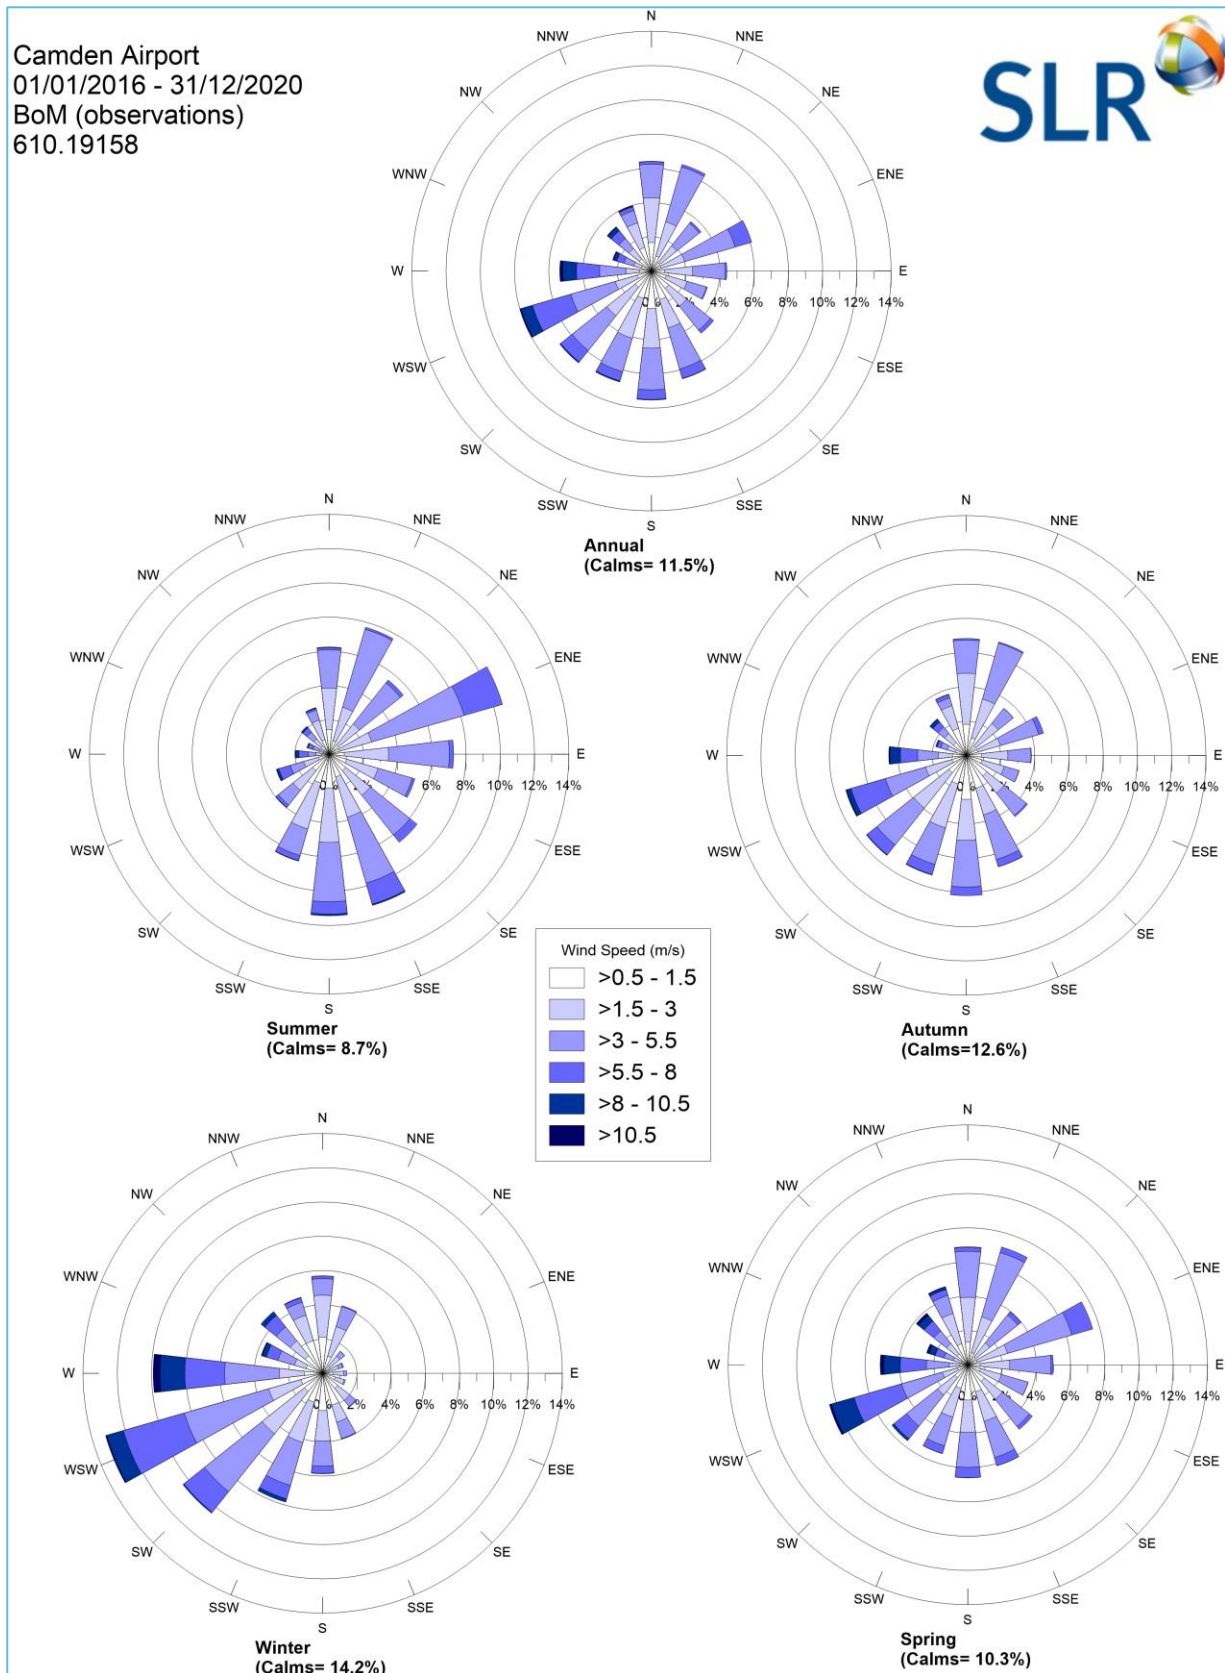 Camden Airport
01/01/2016 - 31/12/2020
BoM (observations)
610.19158
SLR
N
NNW
NNE
NW
NE
WNW
ENE
W
E
4% 6% 8% 10% 12% 14%
WSW
ESE
SW
SE
SSW
SSE
S
Annual
(Calms= 11.5%)
N
NNW
NNE
NW
NE
WNW
ENE
W
E
6% 8% 10% 12% 14%
WSW
ESE
SW
SE
SSW
SSE
S
Summer
(Calms= 8.7%)
N
NNW
NNE
NW
NE
WNW
ENE
W
E
4% 6% 8% 10% 12% 14%
WSW
ESE
SW
SE
SSW
SSE
S
Autumn
(Calms=12.6%)
Wind Speed (m/s)
>0.5 - 1.5
>1.5 - 3
>3 - 5.5
>5.5 - 8
>8 - 10.5
>10.5
N
NNW
NNE
NW
NE
WNW
ENE
W
E
0% 2% 4% 6% 8% 10% 12% 14%
WSW
ESE
SW
SE
SSW
SSE
S
Winter
(Calms= 14.2%)
N
NNW
NNE
NW
NE
WNW
ENE
W
E
4% 6% 8% 10% 12% 14%
WSW
ESE
SW
SE
SSW
SSE
S
Spring
(Calms= 10.3%)